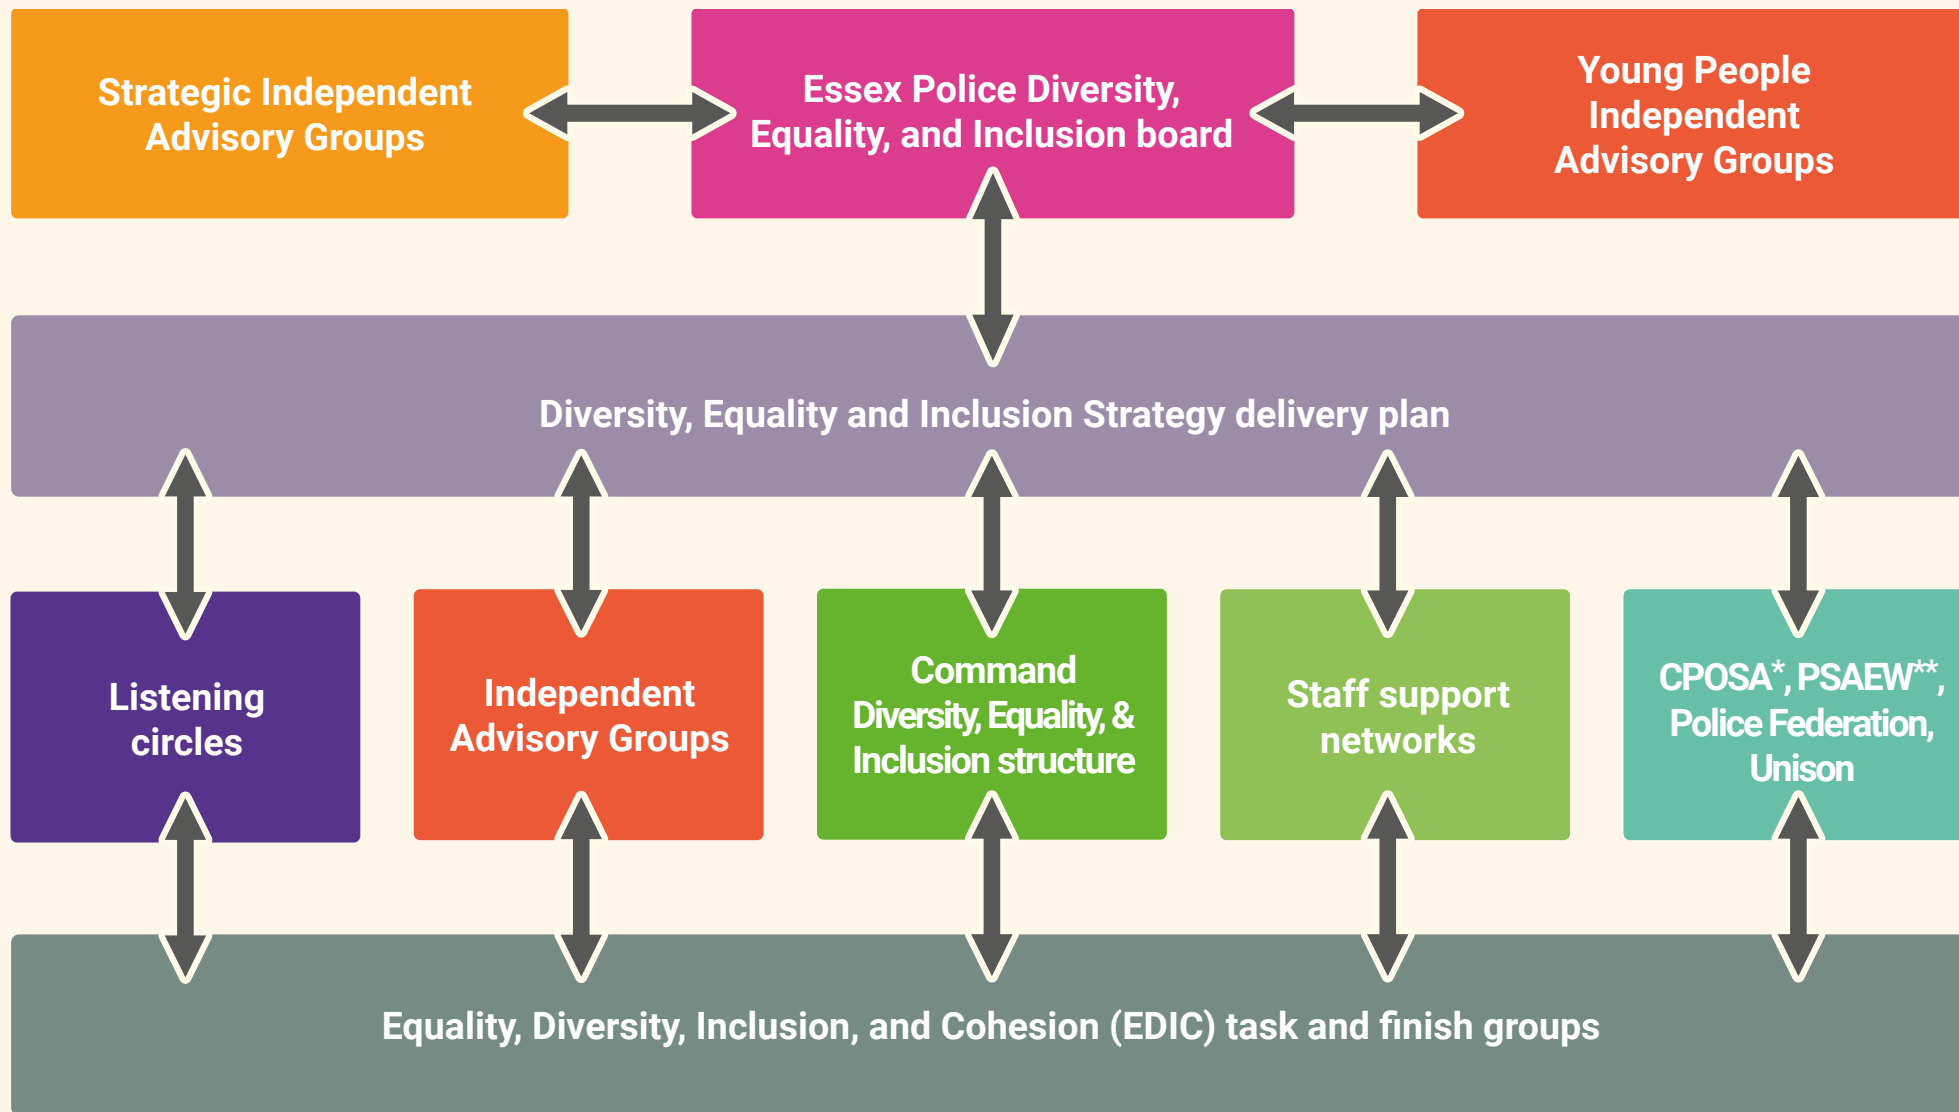 Strategic Independent
Advisory Groups
Essex Police Diversity,
Equality, and Inclusion board
Young People
Independent
Advisory Groups
Diversity, Equality and Inclusion Strategy delivery plan
Listening
circles
Independent
Advisory Groups
Command
Diversity, Equality, &
Inclusion structure
Staff support
networks
CPOSA*, PSAEW**,
Police Federation,
Unison
Equality, Diversity, Inclusion, and Cohesion (EDIC) task and finish groups